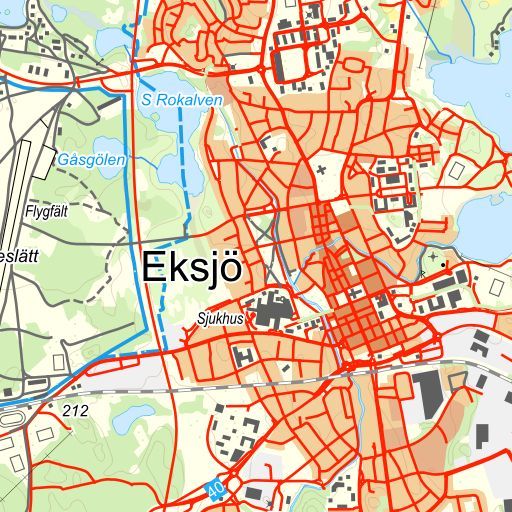 S Rokalven
Gåsgölen
Flygfält
eslätt
Eksjö
Sjukhus
R
212
40